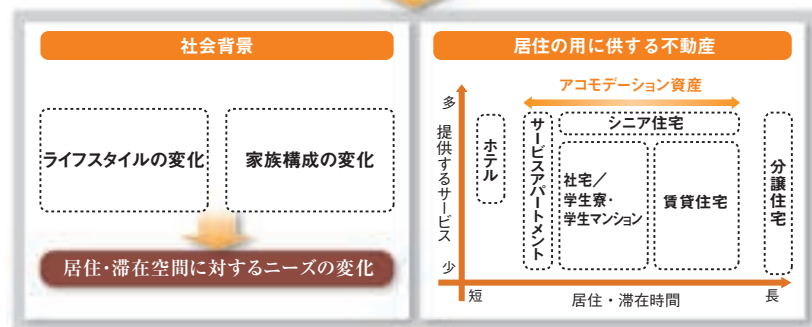 社会背景
ライフスタイルの変化
家族構成の変化
居住・滞在空間に対するニーズの変化
居住の用に供する不動産
アコモデーション資産
多
提供するサービス
少
ホテル
サービスアパートメント
シニア住宅
社宅／
学生寮・
学生マンション
賃貸住宅
分譲住宅
短
居住・滞在時間
長